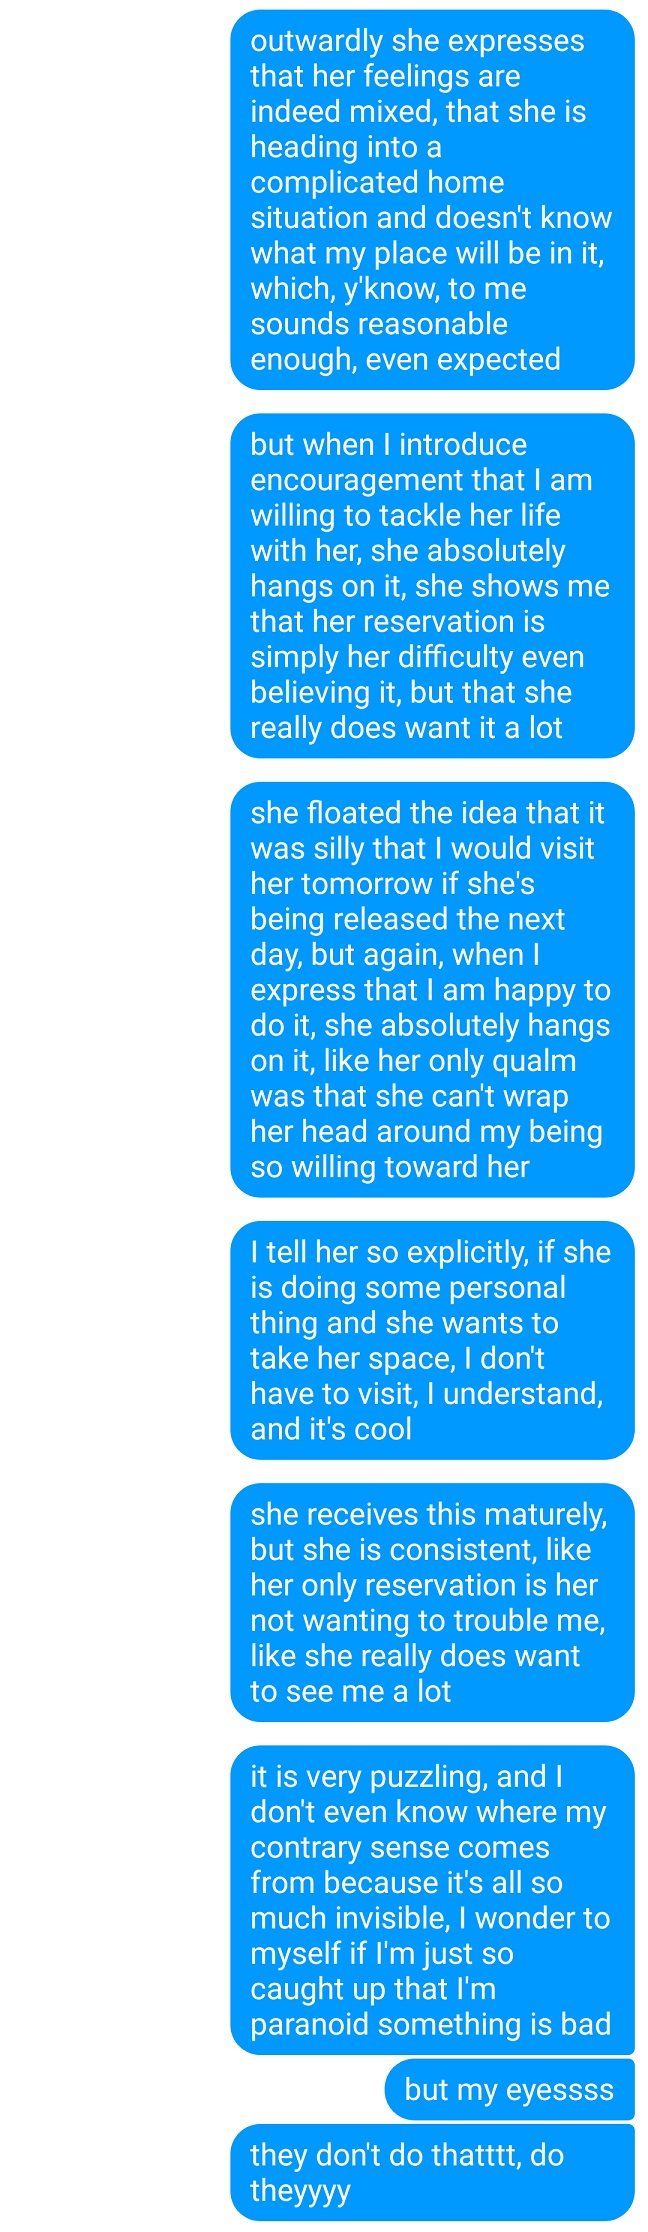 outwardly she expresses
that her feelings are
indeed mixed, that she is
heading into a
complicated home
situation and doesn't know
what my place will be in it,
which, y'know, to me
sounds reasonable
enough, even expected
but when I introduce
encouragement that I am
willing to tackle her life
with her, she absolutely
hangs on it, she shows me
that her reservation is
simply her difficulty even
believing it, but that she
really does want it a lot
she floated the idea that it
was silly that I would visit
her tomorrow if she's
being released the next
day, but again, when I
express that I am happy to
do it, she absolutely hangs
on it, like her only qualm
was that she can't wrap
her head around my being
so willing toward her
I tell her so explicitly, if she
is doing some personal
thing and she wants to
take her space, I don't
have to visit, I understand,
and it's cool
she receives this maturely,
but she is consistent, like
her only reservation is her
not wanting to trouble me,
like she really does want
to see me a lot
it is very puzzling, and I
don't even know where my
contrary sense comes
from because it's all so
much invisible, I wonder to
myself if I'm just so
caught up that I'm
paranoid something is bad
but my eyessss
they don't do thatttt, do
theyyyy